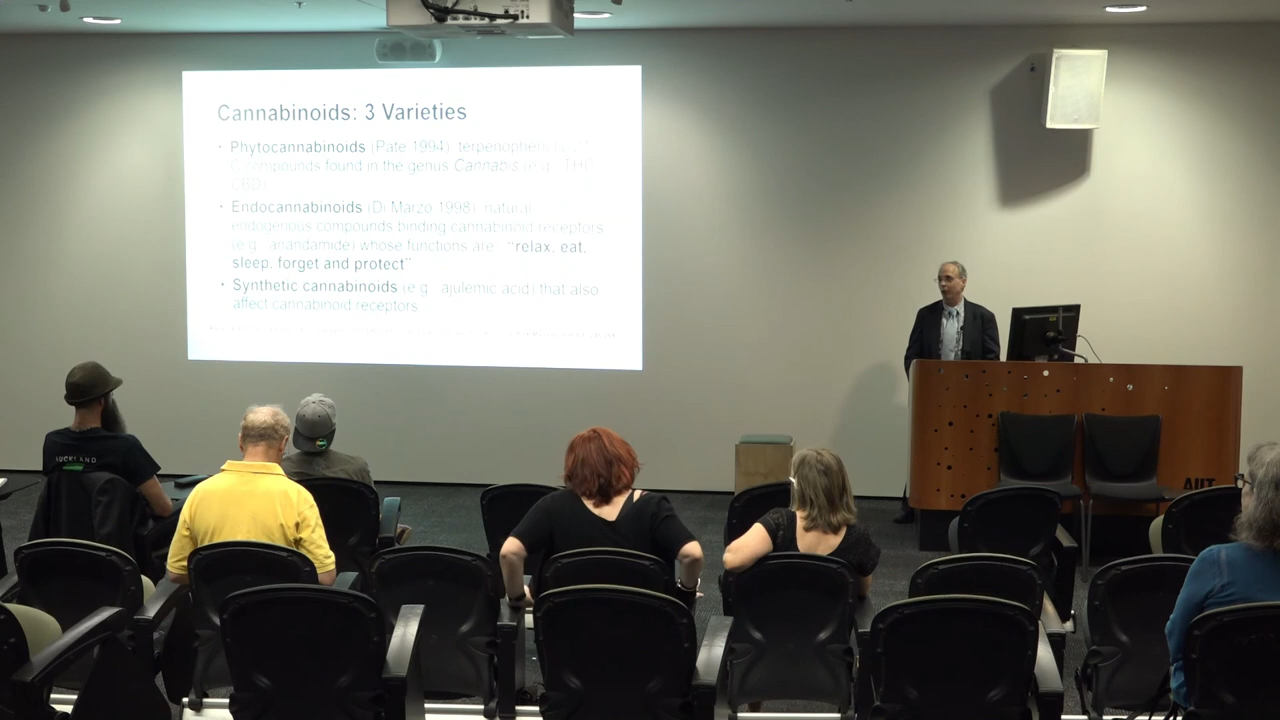 Cannabinoids: 3 Varieties
• Phytocannabinoids (Pate 1994) terpenophenolic
compounds found in the genus Cannabis (e.g. THC
CBD)
• Endocannabinoids (Di Marzo 1998) natural
endogenous compounds binding cannabinoid receptors
(e.g. anandamide) whose functions are "relax, eat,
sleep, forget and protect"
• Synthetic cannabinoids (e.g. ajulemic acid) that also
affect cannabinoid receptors
AUCKLAND
AUT